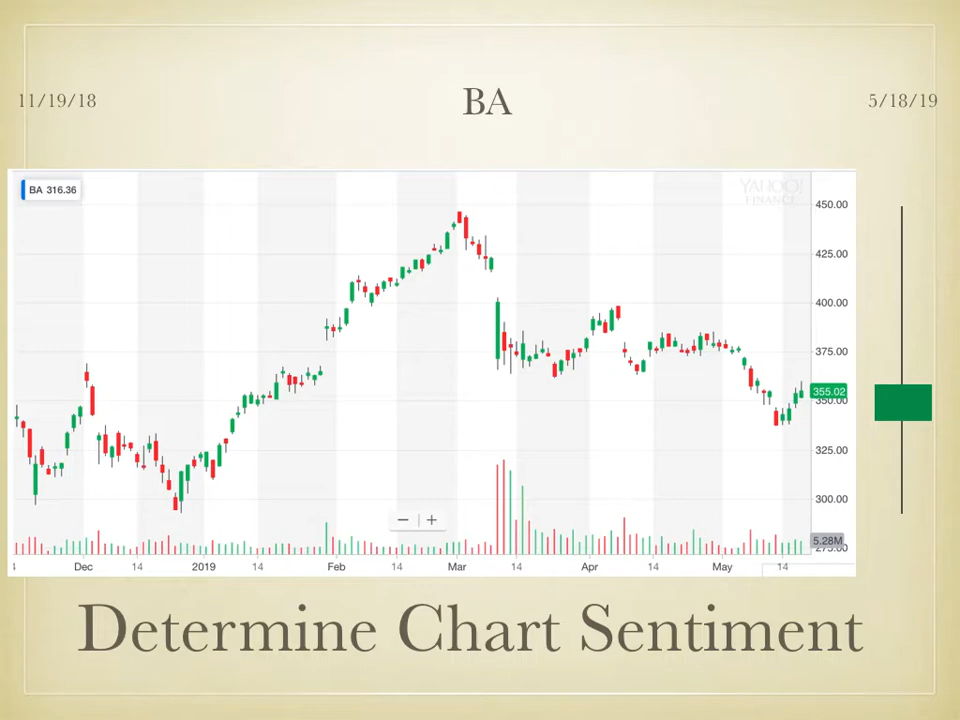 11/19/18
BA
5/18/19
BA 316.36
YAHOO!
FINANCE
450.00
425.00
400.00
375.00
355.02
350.00
325.00
300.00
5.28M
275.00
− +
Dec 14 2019 14 Feb 14 Mar 14 Apr 14 May 14
Determine Chart Sentiment